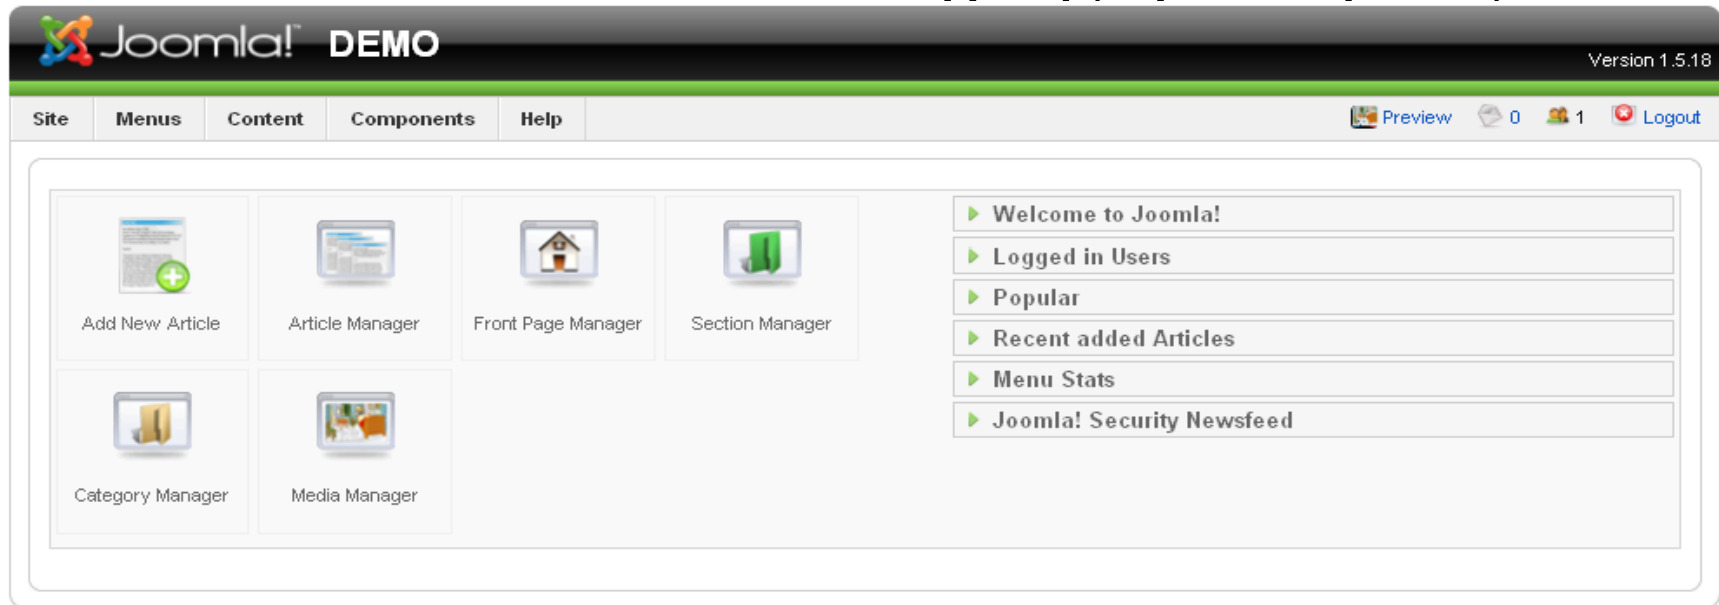 Joomla! DEMO
Version 1.5.18
Site Menus Content Components Help Preview 0 1 Logout
Add New Article Article Manager Front Page Manager Section Manager
Category Manager Media Manager
Welcome to Joomla!
Logged in Users
Popular
Recent added Articles
Menu Stats
Joomla! Security Newsfeed